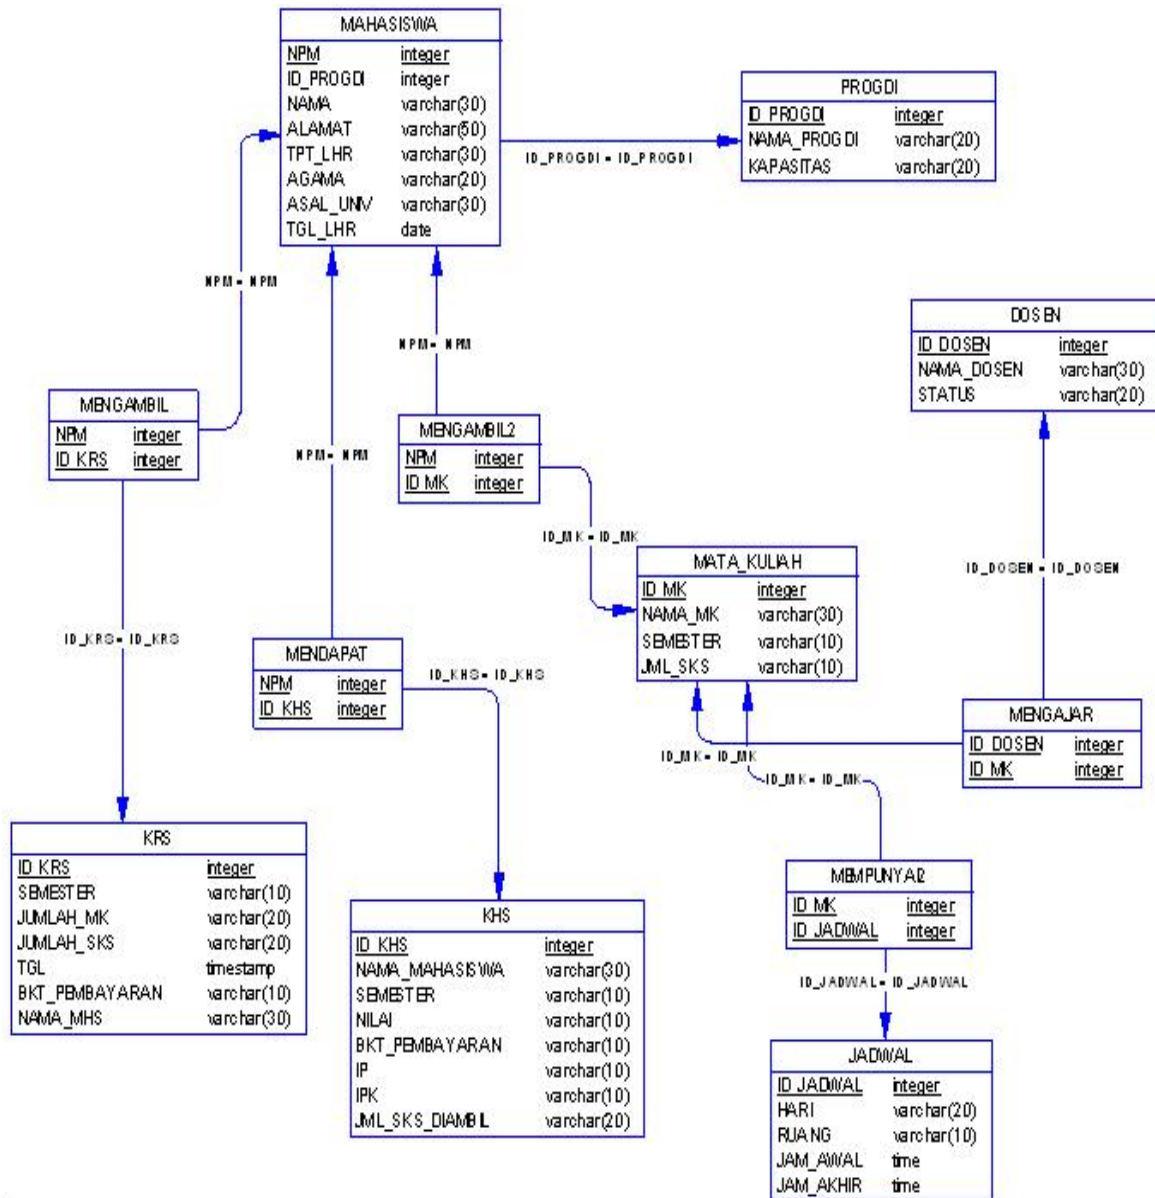 MAHASISWA
NPM integer
ID_PROGDI integer
NAMA varchar(30)
ALAMAT varchar(50)
TPT_LHR varchar(30)
AGAMA varchar(20)
ASAL_UNIV varchar(30)
TGL_LHR date
PROGDI
ID_PROGDI integer
NAMA_PROGDI varchar(20)
KAPASITAS varchar(20)
ID_PROGDI = ID_PROGDI
NPM = NPM
NPM = NPM
NPM = NPM
DOSEN
ID_DOSEN integer
NAMA_DOSEN varchar(30)
STATUS varchar(20)
MENGAMBIL
NPM integer
ID_KRS integer
MENGAMBIL2
NPM integer
ID_MK integer
ID_MK = ID_MK
MATA_KULIAH
ID_MK integer
NAMA_MK varchar(30)
SEMESTER varchar(10)
JML_SKS varchar(10)
ID_DOSEN = ID_DOSEN
ID_KRS = ID_KRS
MENDAPAT
NPM integer
ID_KHS integer
ID_KHS = ID_KHS
MENGAJAR
ID_DOSEN integer
ID_MK integer
ID_MK = ID_MK
ID_MK = ID_MK
KRS
ID_KRS integer
SEMESTER varchar(10)
JUMLAH_MK varchar(20)
JUMLAH_SKS varchar(20)
TGL timestamp
BKT_PEMBAYARAN varchar(10)
NAMA_MHS varchar(30)
KHS
ID_KHS integer
NAMA_MAHASISWA varchar(30)
SEMESTER varchar(10)
NILAI varchar(10)
BKT_PEMBAYARAN varchar(10)
IP varchar(10)
IPK varchar(10)
JML_SKS_DIAMBIL varchar(20)
MEMPUNYAI2
ID_MK integer
ID_JADWAL integer
ID_JADWAL = ID_JADWAL
JADWAL
ID_JADWAL integer
HARI varchar(20)
RUANG varchar(10)
JAM_AWAL time
JAM_AKHIR time